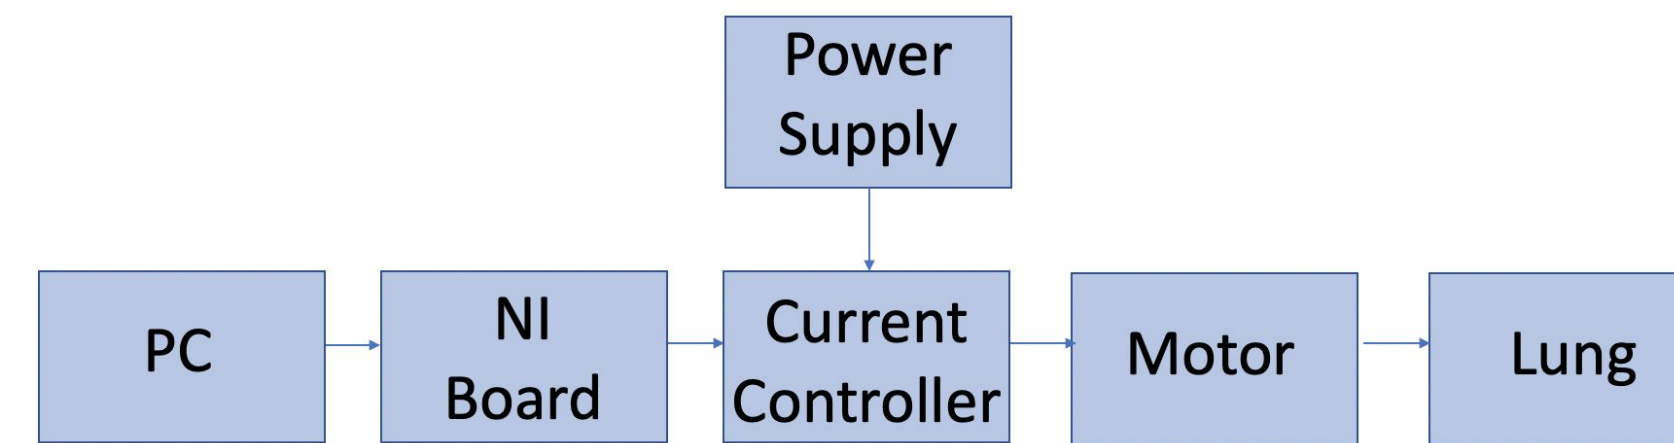 Power
Supply
PC
NI
Board
Current
Controller
Motor
Lung